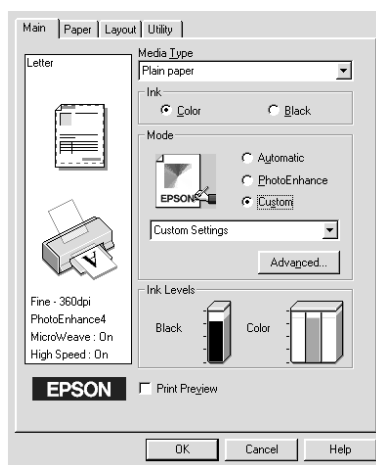 Main Paper Layout Utility
Letter
Media Type
Plain paper
Ink
Color Black
Mode
Automatic
PhotoEnhance
Custom
EPSON
Custom Settings
Advanced...
Fine - 360dpi
PhotoEnhance4
MicroWeave : On
High Speed : On
Ink Levels
Black Color
EPSON
Print Preview
OK Cancel Help